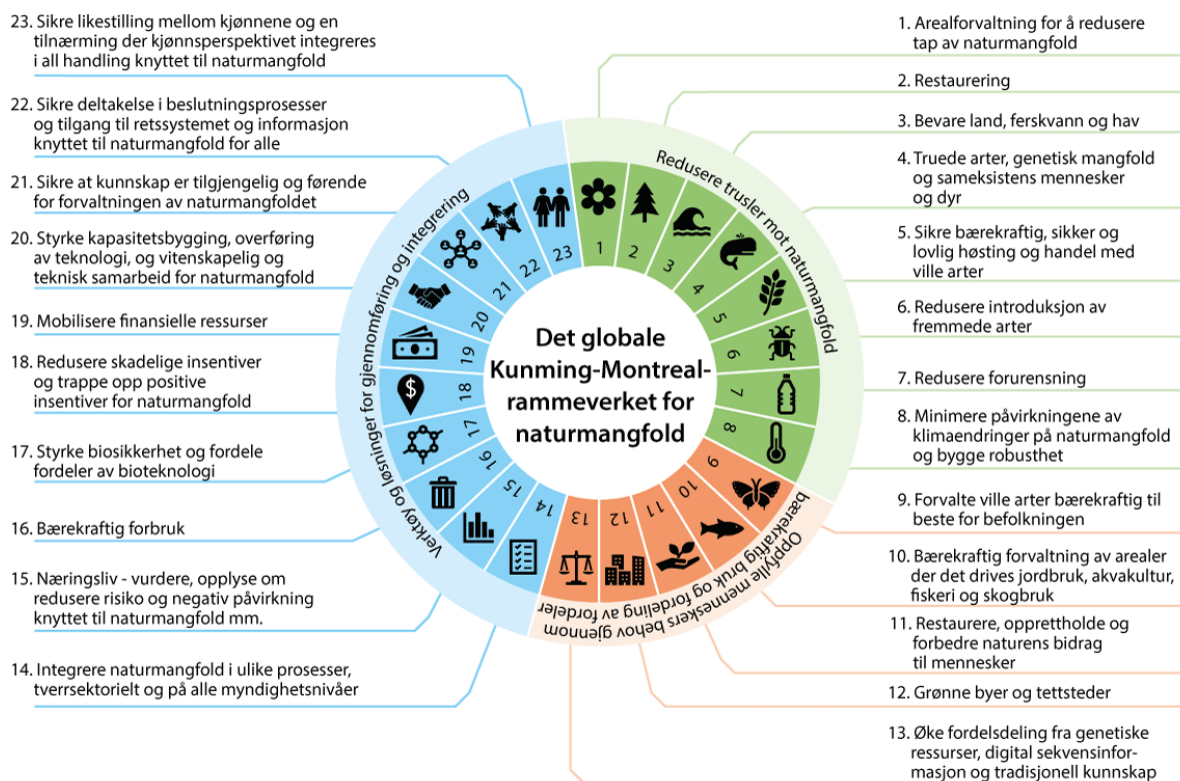 23. Sikre likestilling mellom kjønnene og en
tilnærming der kjønnsperspektivet integreres
i all handling knyttet til naturmangfold
22. Sikre deltakelse i beslutningsprosesser
og tilgang til retssystemet og informasjon
knyttet til naturmangfold for alle
21. Sikre at kunnskap er tilgjengelig og førende
for forvaltningen av naturmangfoldet
20. Styrke kapasitetsbygging, overføring
av teknologi, og vitenskapelig og
teknisk samarbeid for naturmangfold
19. Mobilisere finansielle ressurser
18. Redusere skadelige insentiver
og trappe opp positive
insentiver for naturmangfold
17. Styrke biosikkerhet og fordele
fordeler av bioteknologi
16. Bærekraftig forbruk
15. Næringsliv - vurdere, opplyse om
redusere risiko og negativ påvirkning
knyttet til naturmangfold mm.
14. Integrere naturmangfold i ulike prosesser,
tverrsektorielt og på alle myndighetsnivåer
Verktøy og løsninger for gjennomføring og integrering
Redusere trusler mot naturmangfold
Oppfylle menneskers behov gjennom
bærekraftig bruk og fordeling av fordeler
1
2
3
4
5
6
7
8
9
10
11
12
13
14
15
16
17
18
$
19
20
21
22
23
Det globale
Kunming-Montreal-
rammeverket for
naturmangfold
1. Arealforvaltning for å redusere
tap av naturmangfold
2. Restaurering
3. Bevare land, ferskvann og hav
4. Truede arter, genetisk mangfold
og sameksistens mennesker
og dyr
5. Sikre bærekraftig, sikker og
lovlig høsting og handel med
ville arter
6. Redusere introduksjon av
fremmede arter
7. Redusere forurensning
8. Minimere påvirkningene av
klimaendringer på naturmangfold
og bygge robusthet
9. Forvalte ville arter bærekraftig til
beste for befolkningen
10. Bærekraftig forvaltning av arealer
der det drives jordbruk, akvakultur,
fiskeri og skogbruk
11. Restaurere, opprettholde og
forbedre naturens bidrag
til mennesker
12. Grønne byer og tettsteder
13. Øke fordelsdeling fra genetiske
ressurser, digital sekvensinfor-
masjon og tradisjonell kunnskap